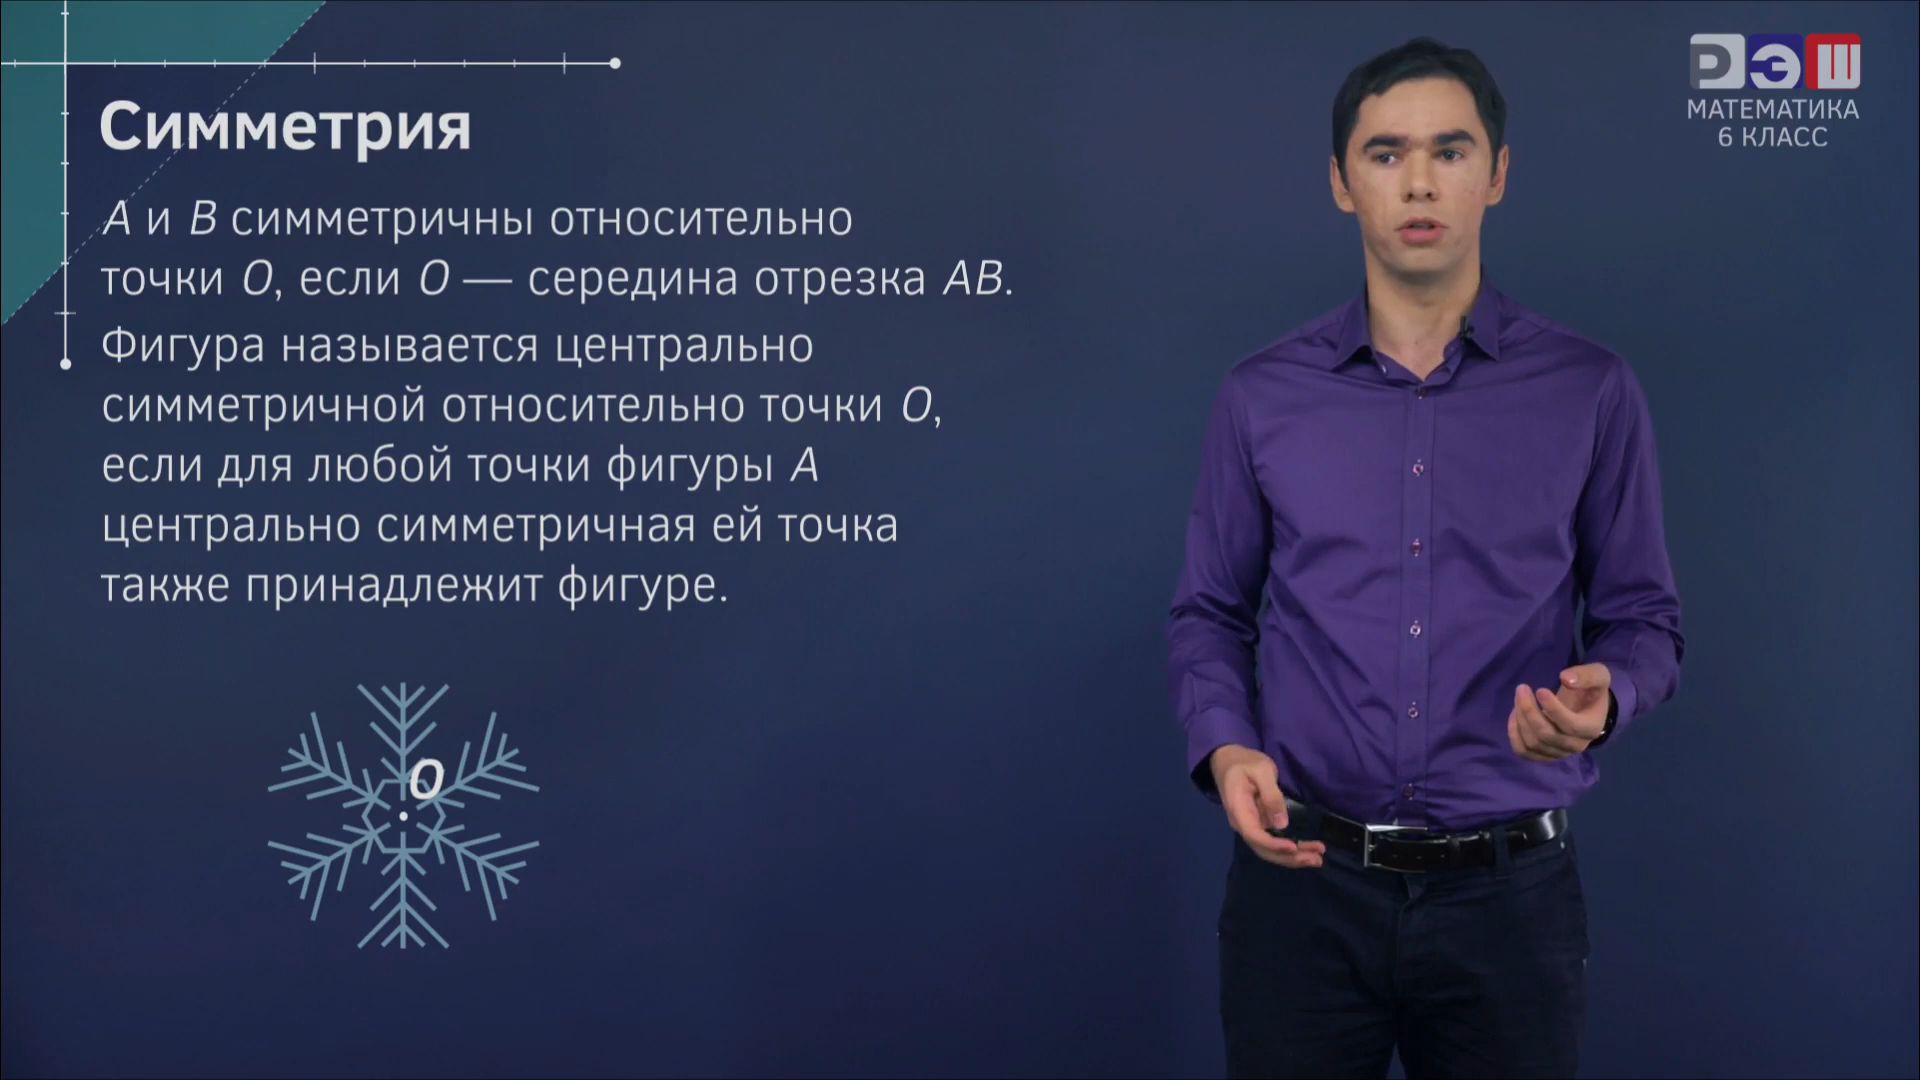 РЭШ
МАТЕМАТИКА
6 КЛАСС
Симметрия
A и B симметричны относительно
точки O, если O — середина отрезка AB.
Фигура называется центрально
симметричной относительно точки O,
если для любой точки фигуры A
центрально симметричная ей точка
также принадлежит фигуре.
O